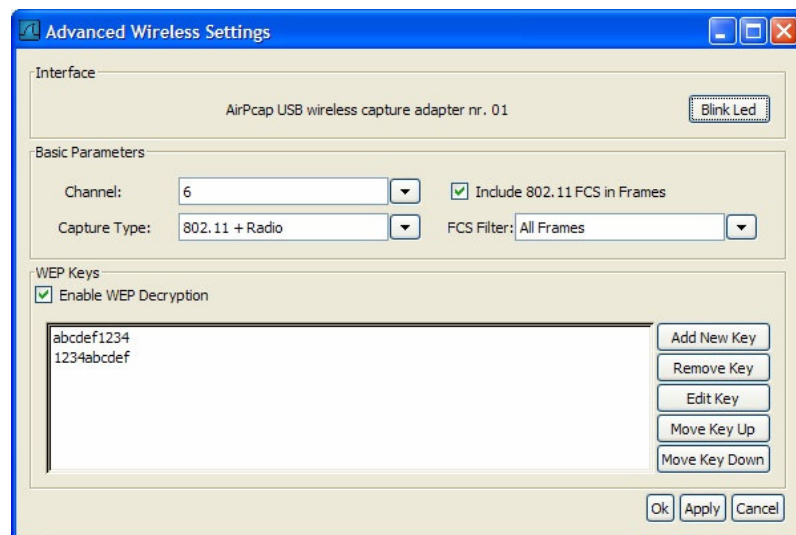 Advanced Wireless Settings
Interface
AirPcap USB wireless capture adapter nr. 01
Blink Led
Basic Parameters
Channel: 6
Include 802.11 FCS in Frames
Capture Type: 802.11 + Radio
FCS Filter: All Frames
WEP Keys
Enable WEP Decryption
abcdef1234
1234abcdef
Add New Key
Remove Key
Edit Key
Move Key Up
Move Key Down
Ok Apply Cancel